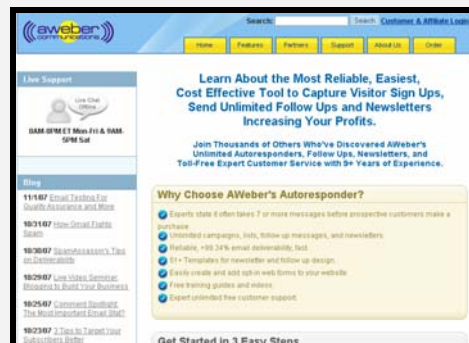 Search: Search Customer & Affiliate Login
aweber
communications
Home Features Partners Support About Us Order
Live Support
Live Chat
Offline
8AM-8PM ET Mon-Fri & 9AM-
5PM Sat
Blog
11/1/07 Email Testing For
Quality Assurance and More
10/31/07 How Gmail Fights
Spam
10/30/07 SpamAssassin's Tips
on Deliverability
10/29/07 Live Video Seminar:
Blogging to Build Your Business
10/25/07 Comment Spotlight:
The Most Important Email Stat?
10/23/07 3 Tips to Target Your
Subscribers Better
Learn About the Most Reliable, Easiest,
Cost Effective Tool to Capture Visitor Sign Ups,
Send Unlimited Follow Ups and Newsletters
Increasing Your Profits.
Join Thousands of Others Who've Discovered AWeber's
Unlimited Autoresponders, Follow Ups, Newsletters, and
Toll-Free Expert Customer Service with 9+ Years of Experience.
Why Choose AWeber's Autoresponder?
Experts state it often takes 7 or more messages before prospective customers make a
purchase.
Unlimited campaigns, lists, follow up messages, and newsletters.
Reliable, +99.34% email deliverability, fast.
51+ Templates for newsletter and follow up design.
Easily create and add opt-in web forms to your website.
Free training guides and videos.
Expert unlimited free customer support.
Get Started in 3 Easy Steps